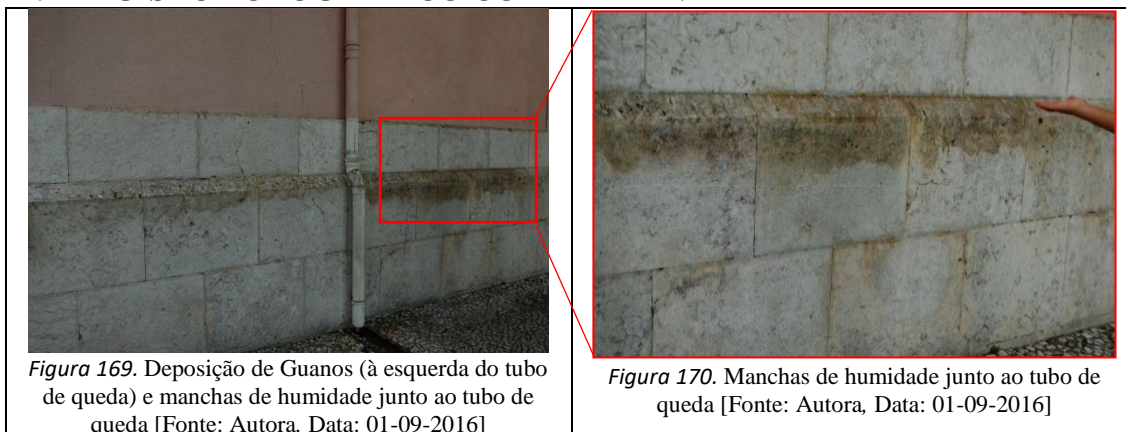 Figura 169. Deposição de Guanos (à esquerda do tubo
de queda) e manchas de humidade junto ao tubo de
queda [Fonte: Autora, Data: 01-09-2016]
Figura 170. Manchas de humidade junto ao tubo de
queda [Fonte: Autora, Data: 01-09-2016]